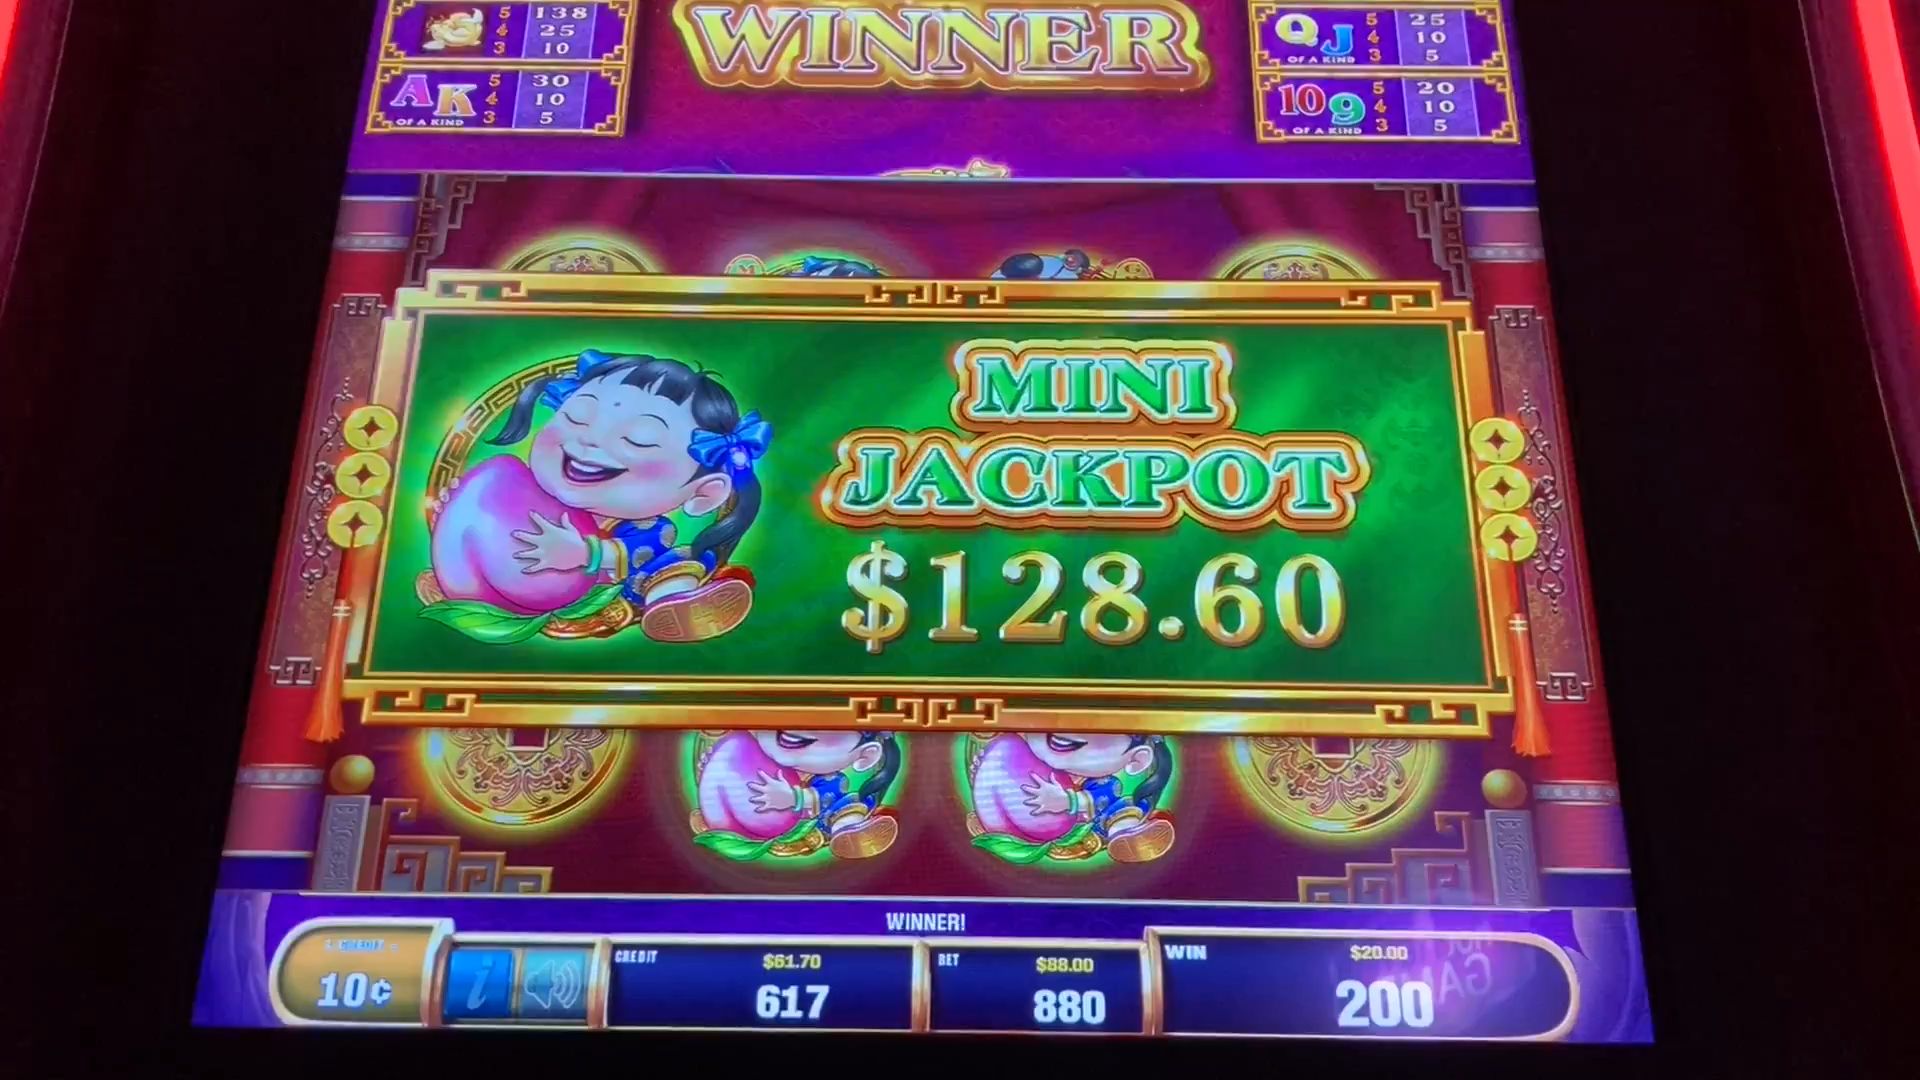 WINNER
5 138
4 25
3 10
AK
OF A KIND
5 30
4 10
3 5
QJ
OF A KIND
5 25
4 10
3 5
10 9
OF A KIND
5 20
4 10
3 5
MINI
JACKPOT
$128.60
WINNER!
10¢
i
CREDIT
$61.70
617
BET
$88.00
880
WIN
$20.00
200